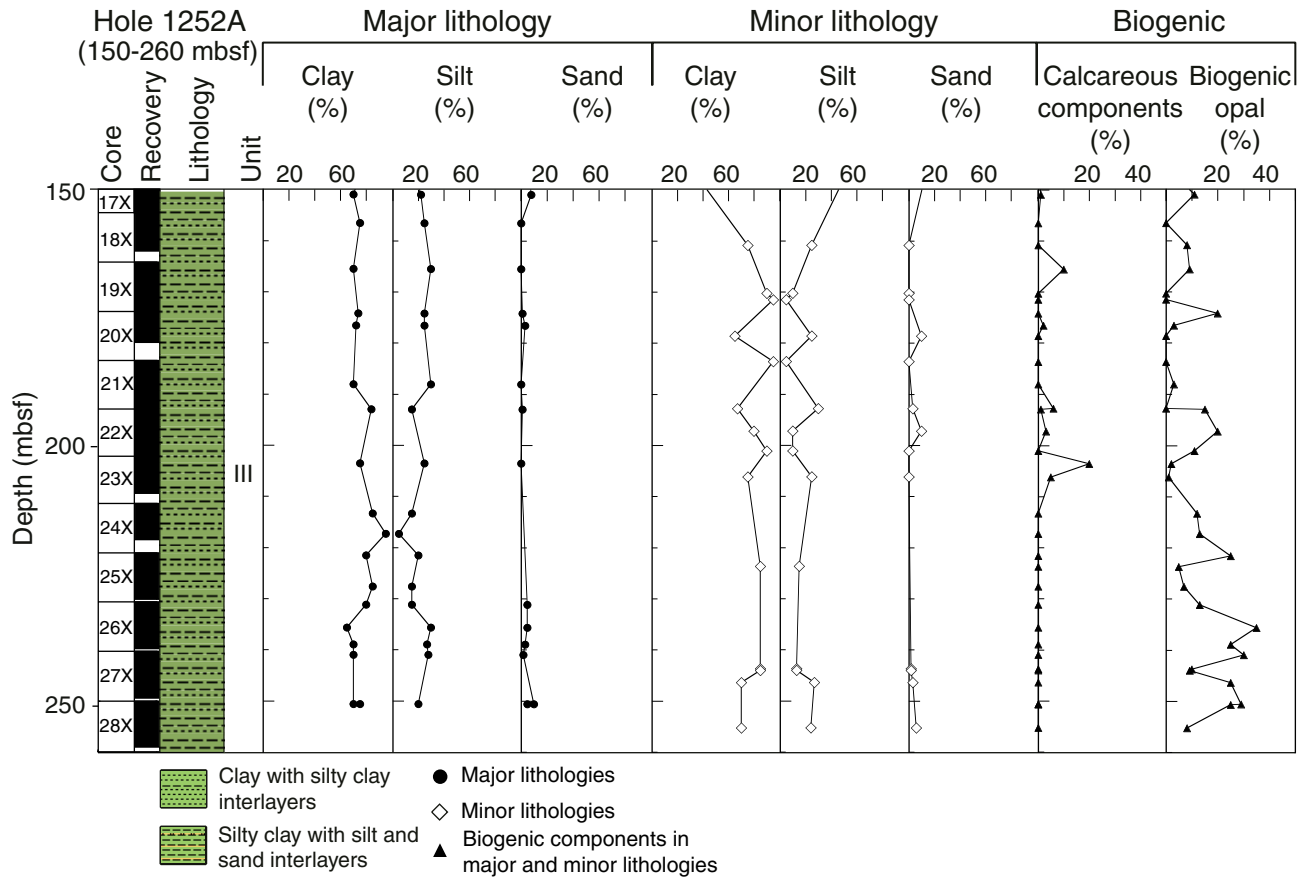 Hole 1252A
(150-260 mbsf)
Major lithology
Minor lithology
Biogenic
Core
Recovery
Lithology
Unit
Clay
(%)
Silt
(%)
Sand
(%)
Clay
(%)
Silt
(%)
Sand
(%)
Calcareous
components
(%)
Biogenic
opal
(%)
20 60 20 60 20 60 20 60 20 60 20 60 20 40 20 40
Depth (mbsf)
150
200
250
17X
18X
19X
20X
21X
22X
23X
24X
25X
26X
27X
28X
III
Clay with silty clay
interlayers
Silty clay with silt and
sand interlayers
Major lithologies
Minor lithologies
Biogenic components in
major and minor lithologies